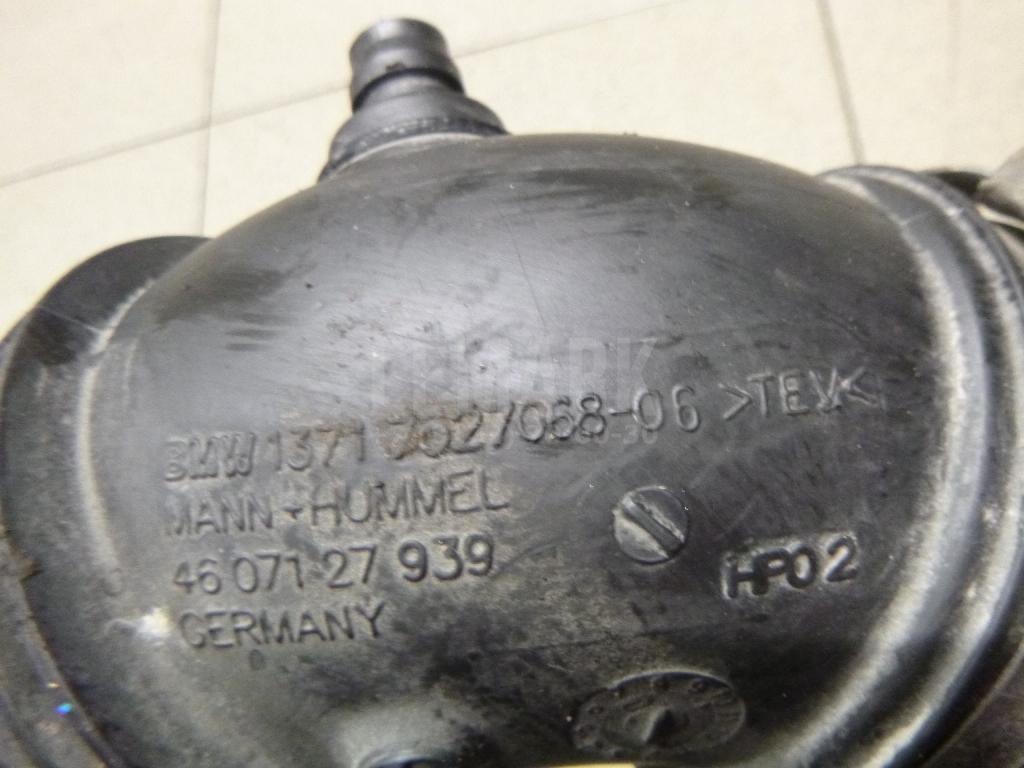 BMW 1371 7627068-06 >TEV<
MANN+HUMMEL
46 071 27 939
HP02
GERMANY